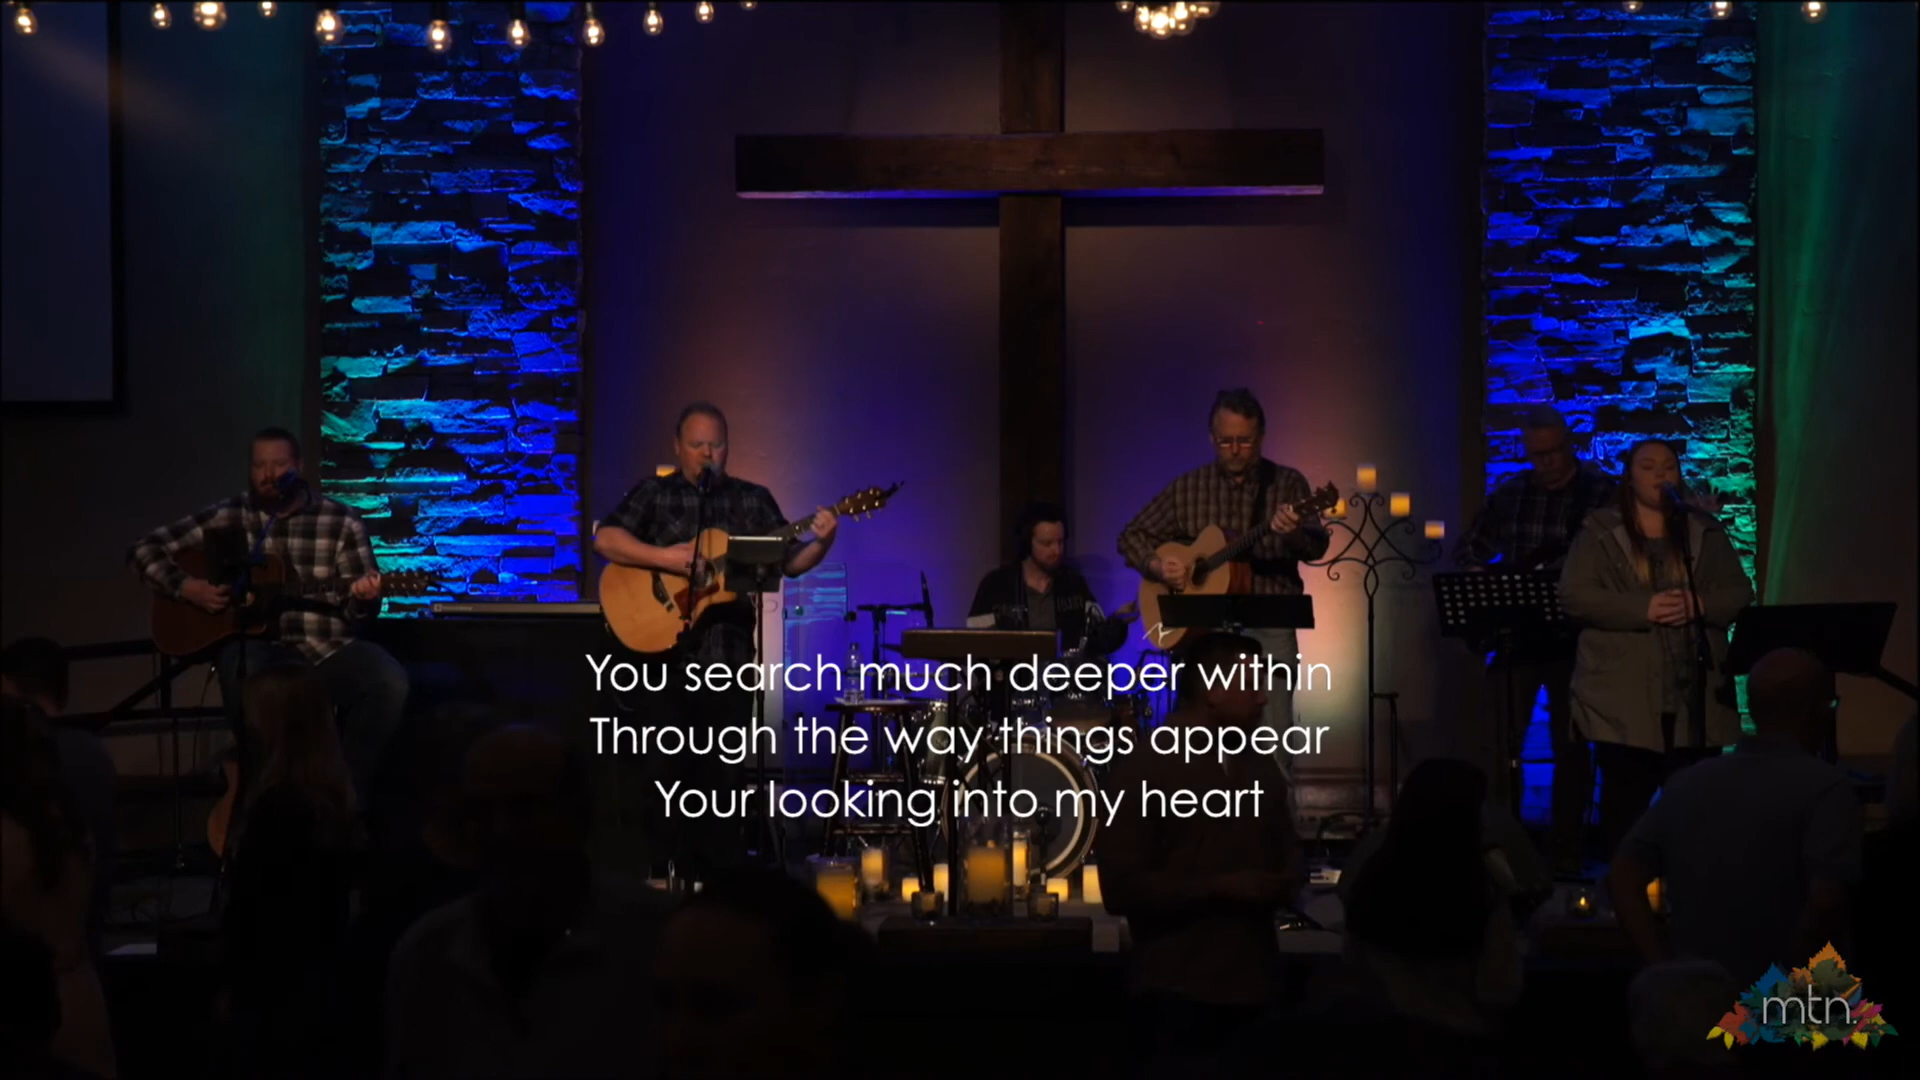 You search much deeper within
Through the way things appear
Your looking into my heart
mtn.